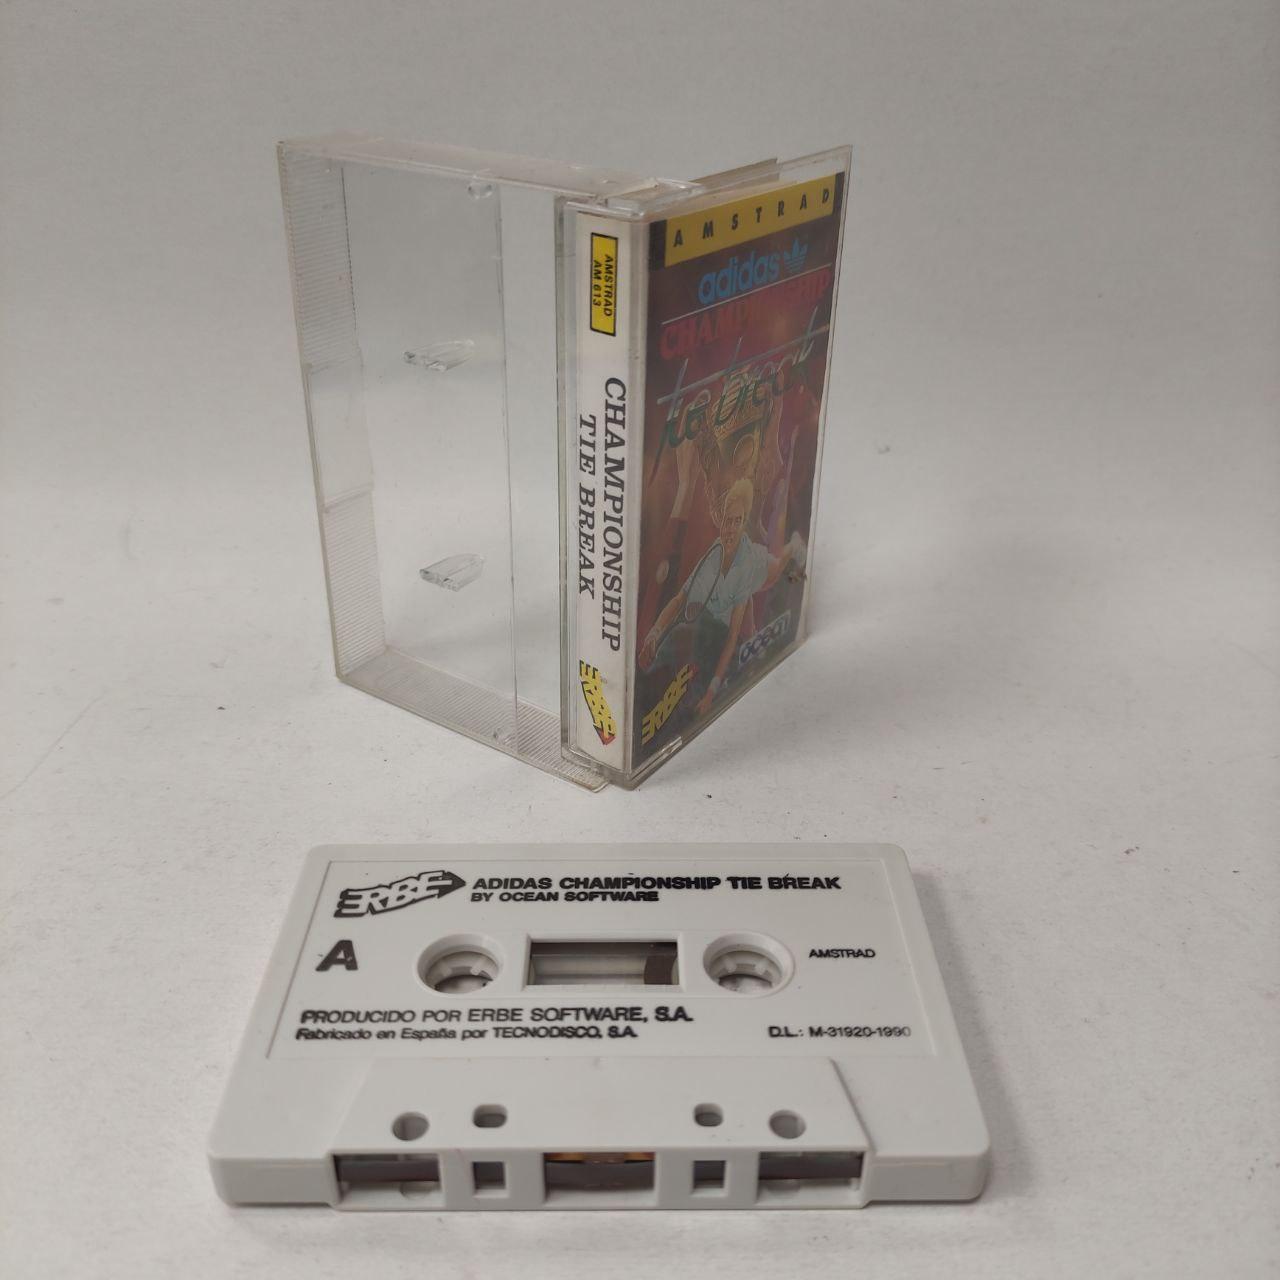 AMSTRAD
AM 613
CHAMPIONSHIP
TIE BREAK
ERBE
AMSTRAD
adidas
CHAMPIONSHIP
tie break
ERBE
ocean
ERBE
ADIDAS CHAMPIONSHIP TIE BREAK
BY OCEAN SOFTWARE
A
AMSTRAD
PRODUCIDO POR ERBE SOFTWARE, S.A.
Fabricado en España por TECNODISCO, S.A.
D.L.: M-31920-1990